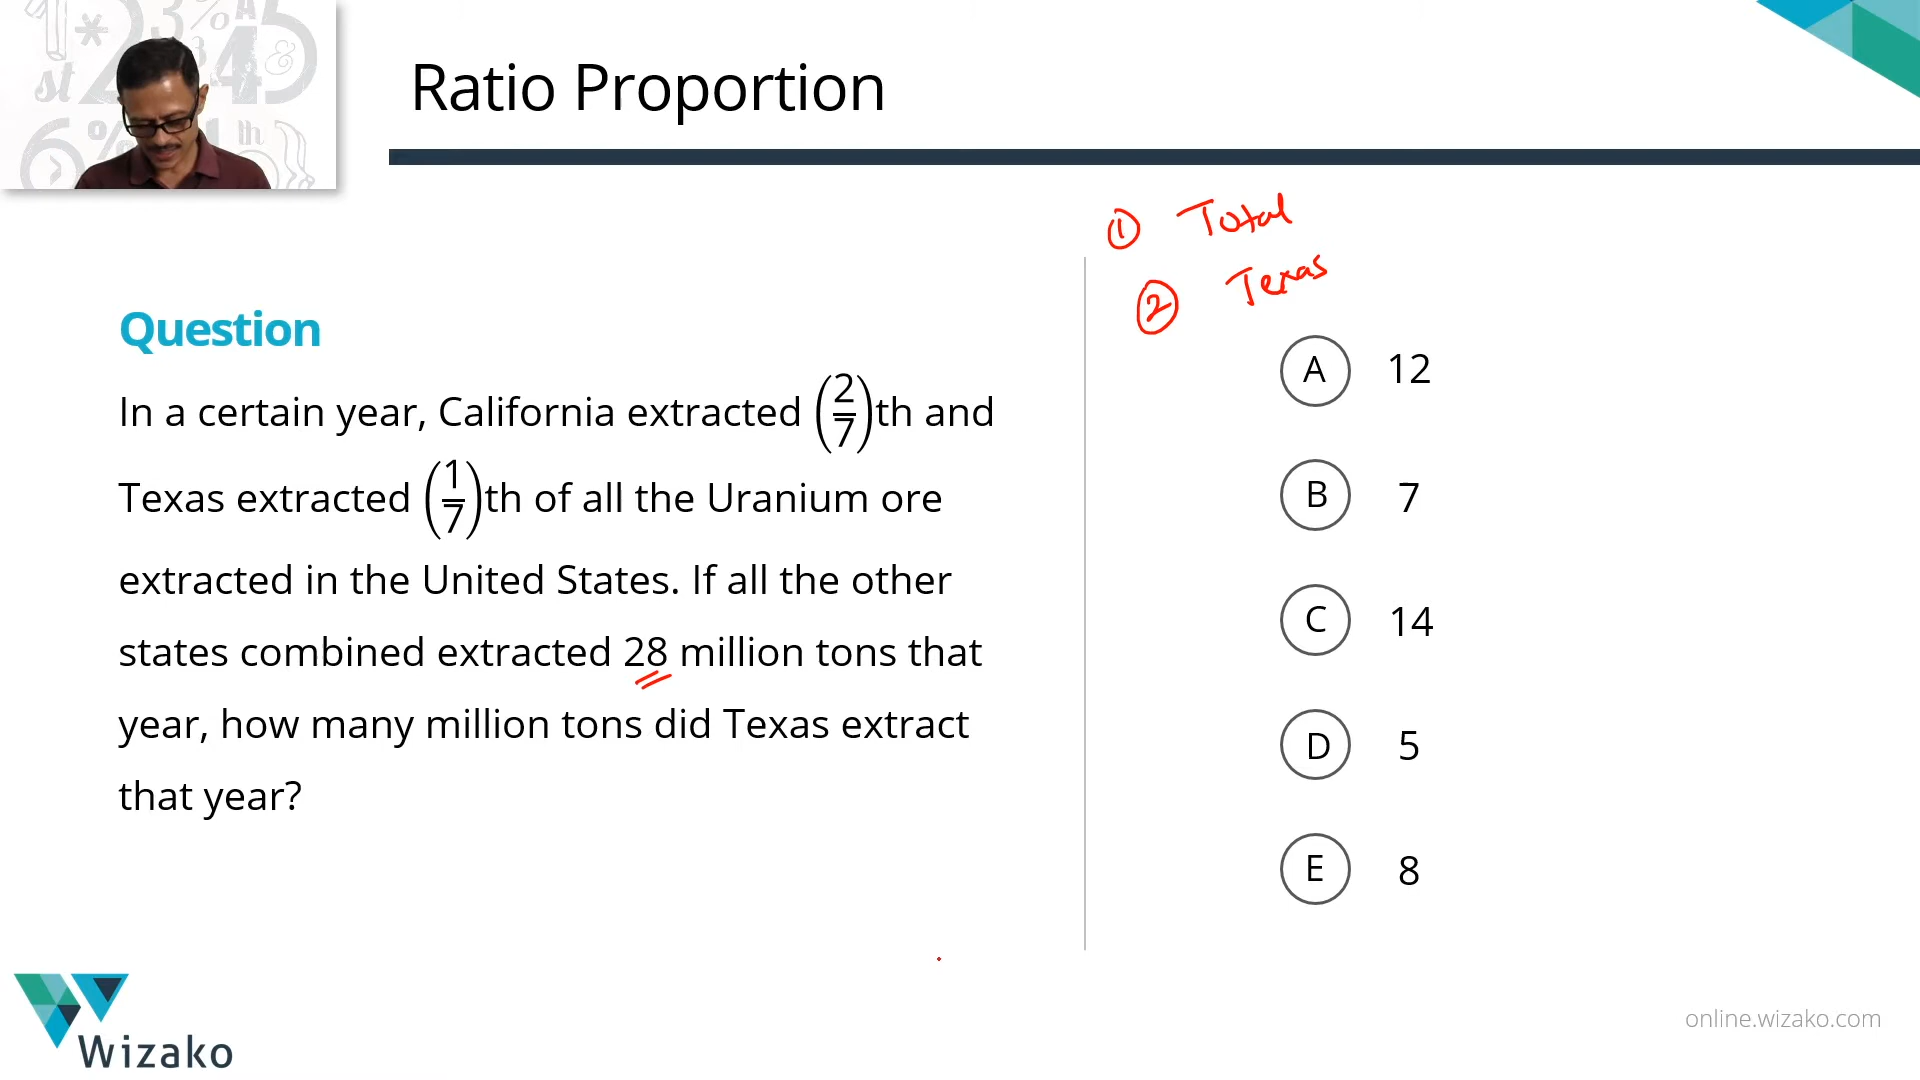 Ratio Proportion
① Total
② Texas
Question
In a certain year, California extracted (2/7)th and
Texas extracted (1/7)th of all the Uranium ore
extracted in the United States. If all the other
states combined extracted 28 million tons that
year, how many million tons did Texas extract
that year?
A 12
B 7
C 14
D 5
E 8
Wizako
online.wizako.com